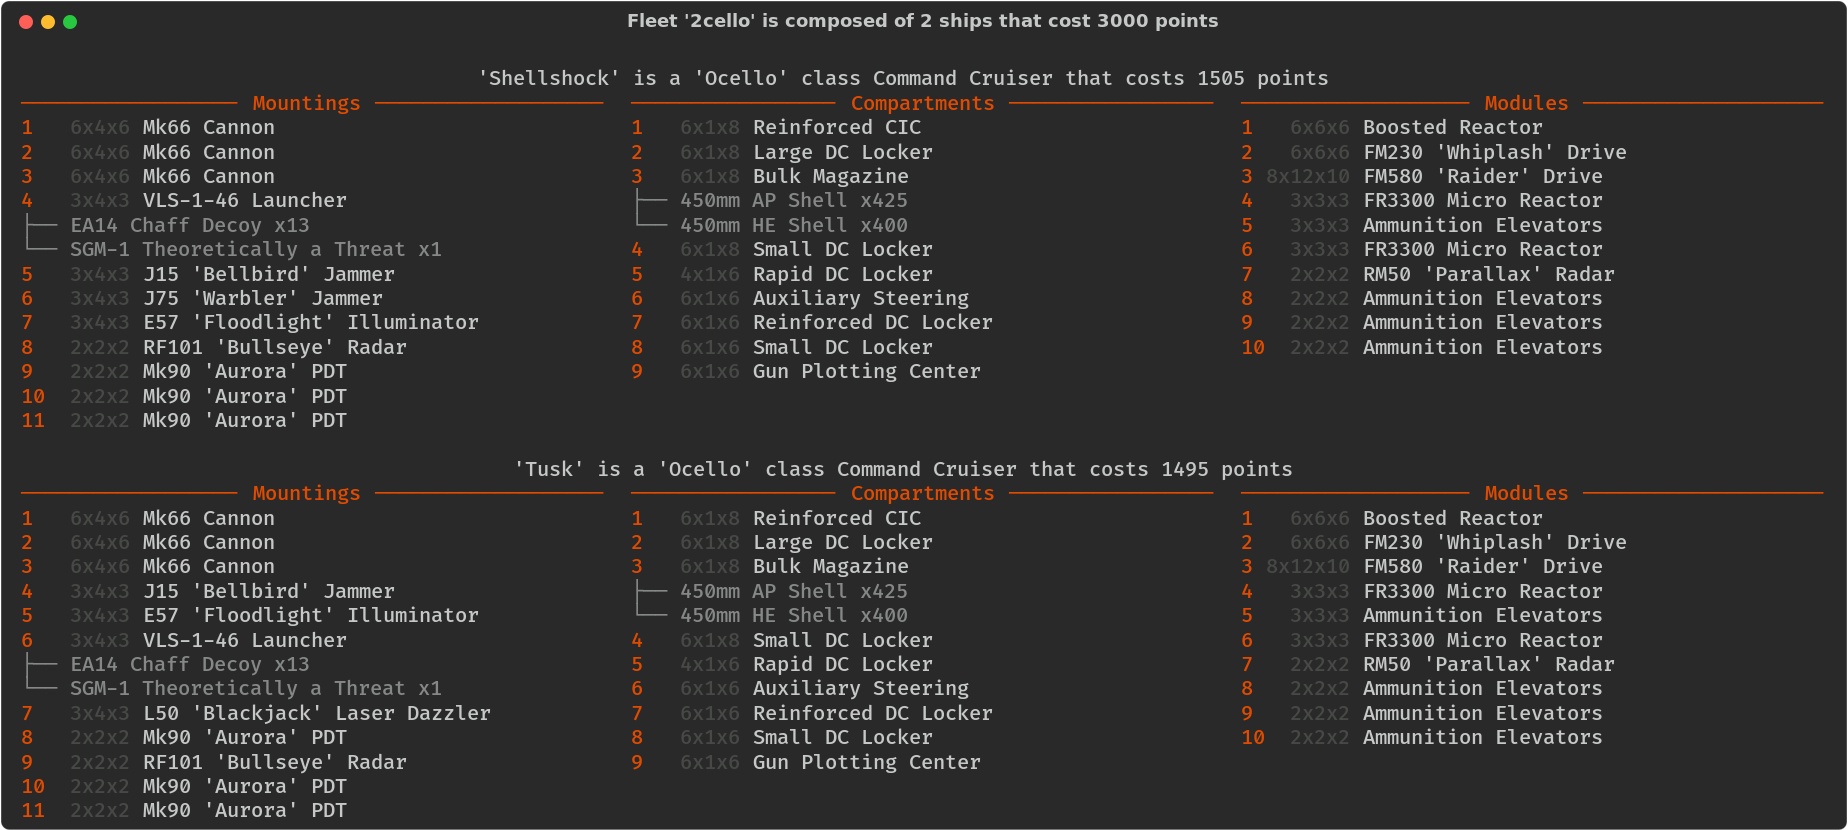 Fleet '2cello' is composed of 2 ships that cost 3000 points
'Shellshock' is a 'Ocello' class Command Cruiser that costs 1505 points
Mountings
1 6x4x6 Mk66 Cannon
2 6x4x6 Mk66 Cannon
3 6x4x6 Mk66 Cannon
4 3x4x3 VLS-1-46 Launcher
EA14 Chaff Decoy x13
SGM-1 Theoretically a Threat x1
5 3x4x3 J15 'Bellbird' Jammer
6 3x4x3 J75 'Warbler' Jammer
7 3x4x3 E57 'Floodlight' Illuminator
8 2x2x2 RF101 'Bullseye' Radar
9 2x2x2 Mk90 'Aurora' PDT
10 2x2x2 Mk90 'Aurora' PDT
11 2x2x2 Mk90 'Aurora' PDT
Compartments
1 6x1x8 Reinforced CIC
2 6x1x8 Large DC Locker
3 6x1x8 Bulk Magazine
450mm AP Shell x425
450mm HE Shell x400
4 6x1x8 Small DC Locker
5 4x1x6 Rapid DC Locker
6 6x1x6 Auxiliary Steering
7 6x1x6 Reinforced DC Locker
8 6x1x6 Small DC Locker
9 6x1x6 Gun Plotting Center
Modules
1 6x6x6 Boosted Reactor
2 6x6x6 FM230 'Whiplash' Drive
3 8x12x10 FM580 'Raider' Drive
4 3x3x3 FR3300 Micro Reactor
5 3x3x3 Ammunition Elevators
6 3x3x3 FR3300 Micro Reactor
7 2x2x2 RM50 'Parallax' Radar
8 2x2x2 Ammunition Elevators
9 2x2x2 Ammunition Elevators
10 2x2x2 Ammunition Elevators
'Tusk' is a 'Ocello' class Command Cruiser that costs 1495 points
Mountings
1 6x4x6 Mk66 Cannon
2 6x4x6 Mk66 Cannon
3 6x4x6 Mk66 Cannon
4 3x4x3 J15 'Bellbird' Jammer
5 3x4x3 E57 'Floodlight' Illuminator
6 3x4x3 VLS-1-46 Launcher
EA14 Chaff Decoy x13
SGM-1 Theoretically a Threat x1
7 3x4x3 L50 'Blackjack' Laser Dazzler
8 2x2x2 Mk90 'Aurora' PDT
9 2x2x2 RF101 'Bullseye' Radar
10 2x2x2 Mk90 'Aurora' PDT
11 2x2x2 Mk90 'Aurora' PDT
Compartments
1 6x1x8 Reinforced CIC
2 6x1x8 Large DC Locker
3 6x1x8 Bulk Magazine
450mm AP Shell x425
450mm HE Shell x400
4 6x1x8 Small DC Locker
5 4x1x6 Rapid DC Locker
6 6x1x6 Auxiliary Steering
7 6x1x6 Reinforced DC Locker
8 6x1x6 Small DC Locker
9 6x1x6 Gun Plotting Center
Modules
1 6x6x6 Boosted Reactor
2 6x6x6 FM230 'Whiplash' Drive
3 8x12x10 FM580 'Raider' Drive
4 3x3x3 FR3300 Micro Reactor
5 3x3x3 Ammunition Elevators
6 3x3x3 FR3300 Micro Reactor
7 2x2x2 RM50 'Parallax' Radar
8 2x2x2 Ammunition Elevators
9 2x2x2 Ammunition Elevators
10 2x2x2 Ammunition Elevators